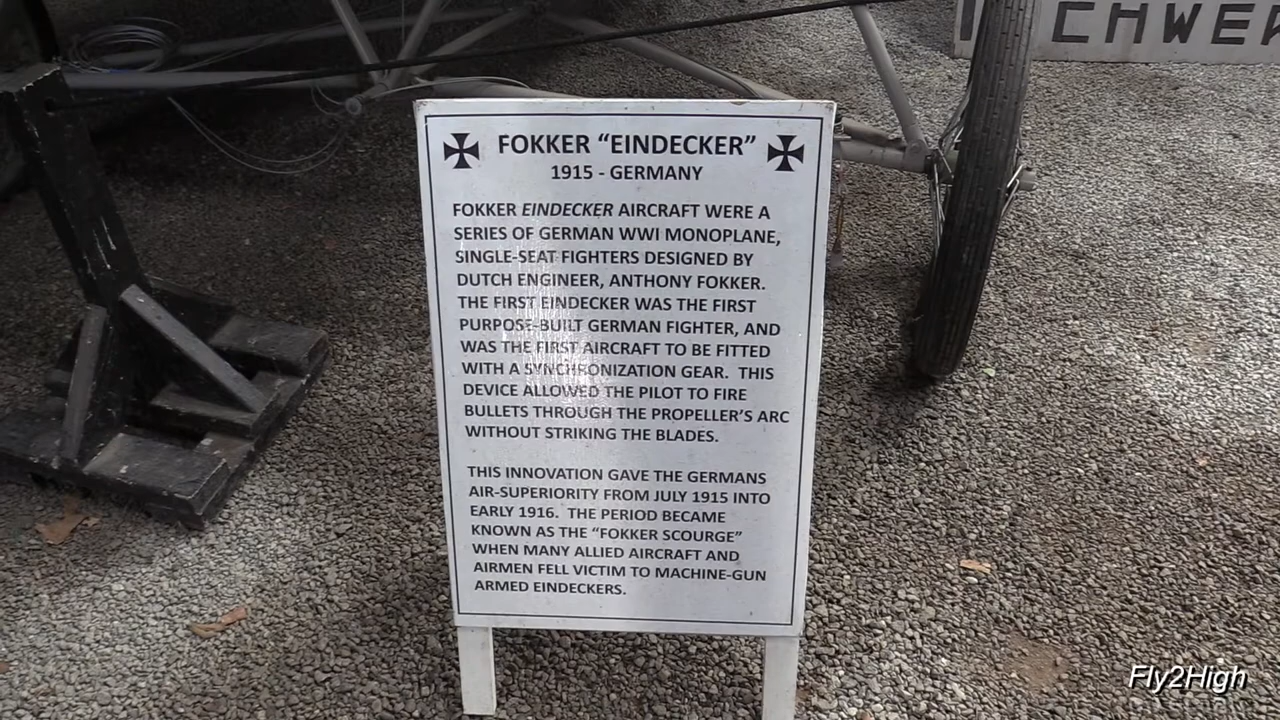 CHWER
FOKKER “EINDECKER”
1915 - GERMANY
FOKKER EINDECKER AIRCRAFT WERE A
SERIES OF GERMAN WWI MONOPLANE,
SINGLE-SEAT FIGHTERS DESIGNED BY
DUTCH ENGINEER, ANTHONY FOKKER.
THE FIRST EINDECKER WAS THE FIRST
PURPOSE-BUILT GERMAN FIGHTER, AND
WAS THE FIRST AIRCRAFT TO BE FITTED
WITH A SYNCHRONIZATION GEAR. THIS
DEVICE ALLOWED THE PILOT TO FIRE
BULLETS THROUGH THE PROPELLER’S ARC
WITHOUT STRIKING THE BLADES.
THIS INNOVATION GAVE THE GERMANS
AIR-SUPERIORITY FROM JULY 1915 INTO
EARLY 1916. THE PERIOD BECAME
KNOWN AS THE “FOKKER SCOURGE”
WHEN MANY ALLIED AIRCRAFT AND
AIRMEN FELL VICTIM TO MACHINE-GUN
ARMED EINDECKERS.
Fly2High